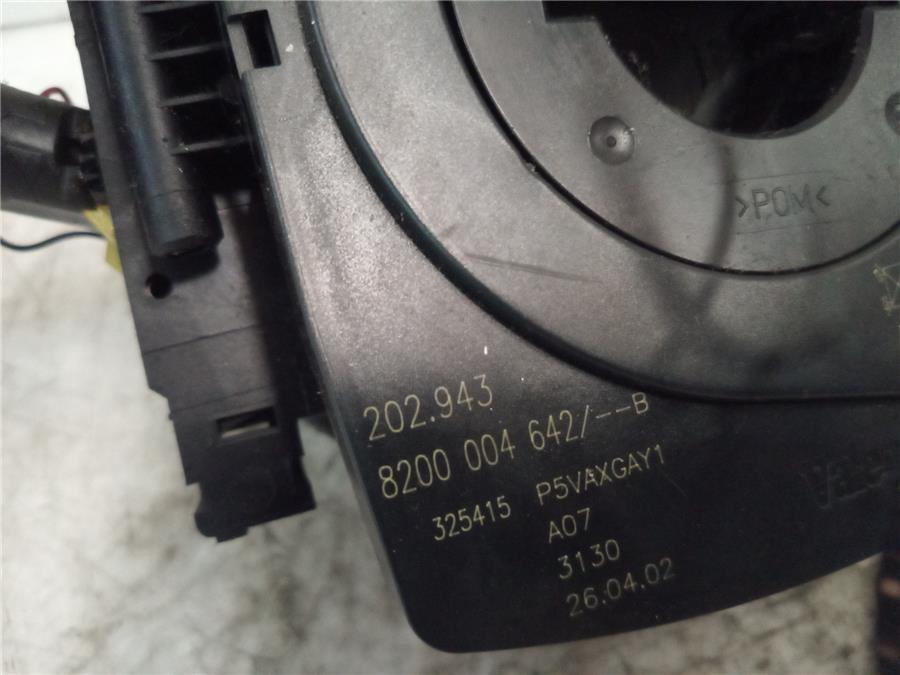 >POM<
202.943
8200 004 642/--B
325415 P5VAXGAY1
A07
3130
26.04.02